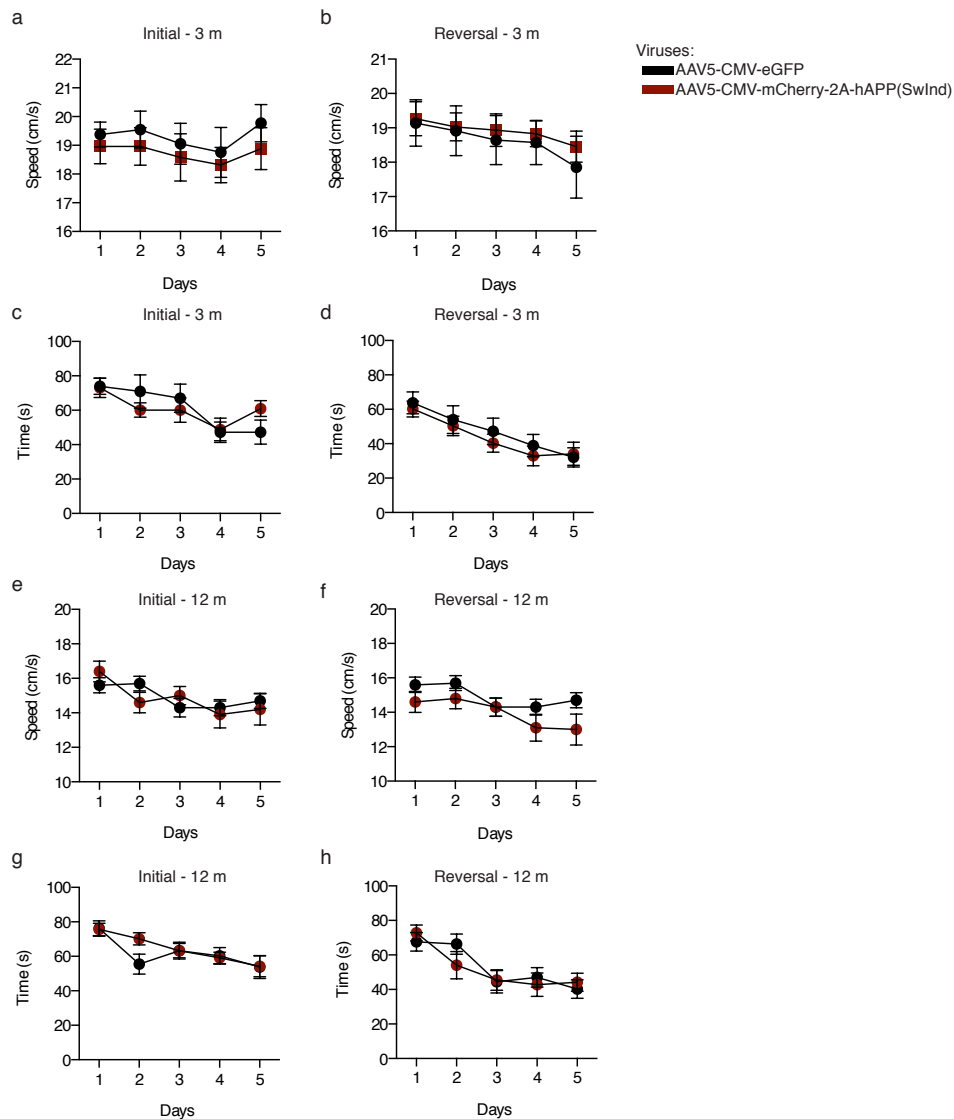 a
Initial - 3 m
22
21
20
19
18
17
16
Speed (cm/s)
1 2 3 4 5
Days
b
Reversal - 3 m
21
20
19
18
17
16
Speed (cm/s)
1 2 3 4 5
Days
Viruses:
AAV5-CMV-eGFP
AAV5-CMV-mCherry-2A-hAPP(SwInd)
c
Initial - 3 m
100
80
60
40
20
0
Time (s)
1 2 3 4 5
Days
d
Reversal - 3 m
100
80
60
40
20
0
Time (s)
1 2 3 4 5
Days
e
Initial - 12 m
20
18
16
14
12
10
Speed (cm/s)
1 2 3 4 5
Days
f
Reversal - 12 m
20
18
16
14
12
10
Speed (cm/s)
1 2 3 4 5
Days
g
Initial - 12 m
100
80
60
40
20
0
Time (s)
1 2 3 4 5
Days
h
Reversal - 12 m
100
80
60
40
20
0
Time (s)
1 2 3 4 5
Days